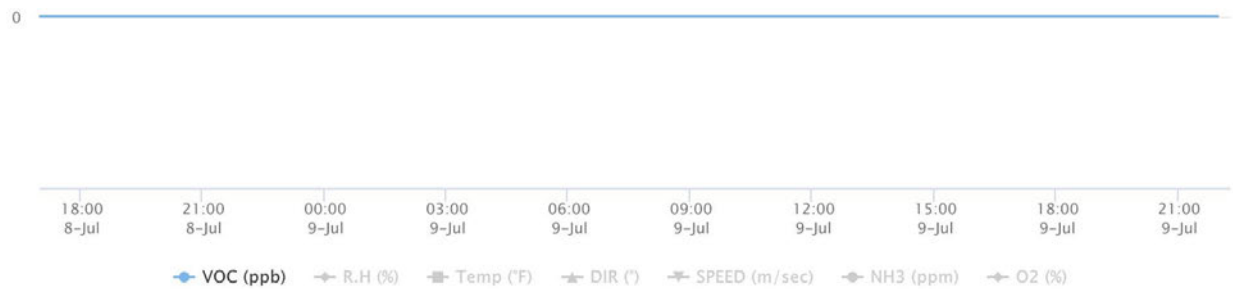 0
18:00 21:00 00:00 03:00 06:00 09:00 12:00 15:00 18:00 21:00
8-Jul 8-Jul 9-Jul 9-Jul 9-Jul 9-Jul 9-Jul 9-Jul 9-Jul 9-Jul
VOC (ppb) R.H (%) Temp (°F) DIR (°) SPEED (m/sec) NH3 (ppm) O2 (%)